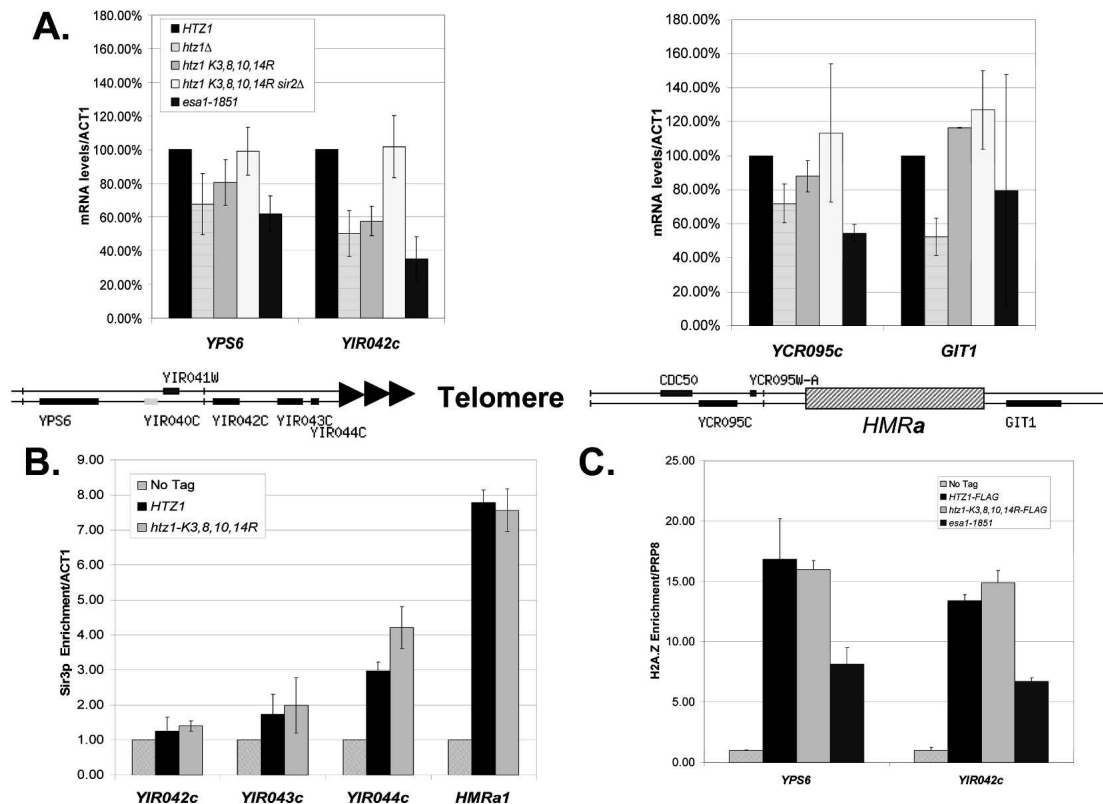 A.
180.00%
160.00%
140.00%
120.00%
100.00%
80.00%
60.00%
40.00%
20.00%
0.00%
mRNA levels/ACT1
HTZ1
htz1Δ
htz1 K3,8,10,14R
htz1 K3,8,10,14R sir2Δ
esa1-1851
YPS6
YIR042c
180.00%
160.00%
140.00%
120.00%
100.00%
80.00%
60.00%
40.00%
20.00%
0.00%
mRNA levels/ACT1
YCR095c
GIT1
YIR041W
YPS6
YIR040C
YIR042C
YIR043C
YIR044C
Telomere
CDC50
YCR095W-A
YCR095C
HMRa
GIT1
B.
9.00
8.00
7.00
6.00
5.00
4.00
3.00
2.00
1.00
0.00
Sir3p Enrichment/ACT1
No Tag
HTZ1
htz1-K3,8,10,14R
YIR042c
YIR043c
YIR044c
HMRa1
C.
25.00
20.00
15.00
10.00
5.00
0.00
H2A.Z Enrichment/PRP8
No Tag
HTZ1-FLAG
htz1-K3,8,10,14R-FLAG
esa1-1851
YPS6
YIR042c